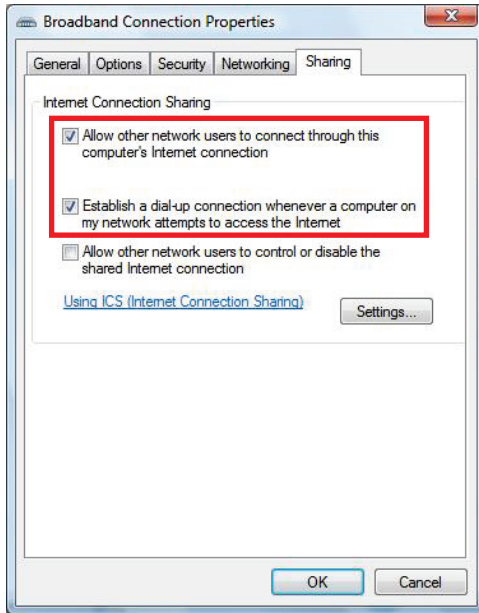 Broadband Connection Properties
General Options Security Networking Sharing
Internet Connection Sharing
Allow other network users to connect through this
computer's Internet connection
Establish a dial-up connection whenever a computer on
my network attempts to access the Internet
Allow other network users to control or disable the
shared Internet connection
Using ICS (Internet Connection Sharing)
Settings...
OK Cancel